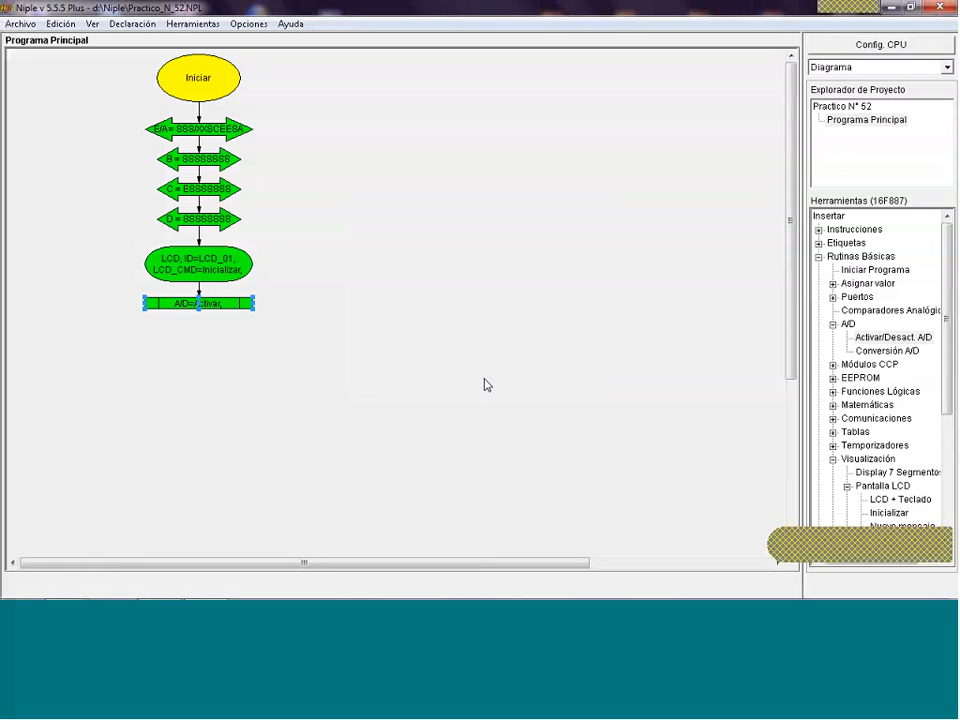 Niple v 5.5.5 Plus - d:\Niple\Practico_N_52.NPL
Archivo Edición Ver Declaración Herramientas Opciones Ayuda
Programa Principal
Config. CPU
Iniciar
Diagrama
Explorador de Proyecto
Practico N° 52
Programa Principal
B = SSSSSSSS
C = ESSSSSSS
D = SSSSSSSS
LCD, ID=LCD_01,
LCD_CMD=Inicializar,
A/D=Activar,
Herramientas (16F887)
Insertar
Instrucciones
Etiquetas
Rutinas Básicas
Iniciar Programa
Asignar valor
Puertos
Comparadores Analógic
A/D
Activar/Desact. A/D
Conversión A/D
Módulos CCP
EEPROM
Funciones Lógicas
Matemáticas
Comunicaciones
Tablas
Temporizadores
Visualización
Display 7 Segmentos
Pantalla LCD
LCD + Teclado
Inicializar
Nuevo mensaje